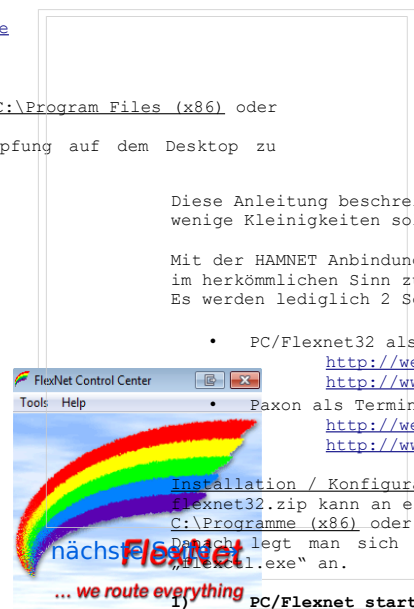 e
C:\Program Files (x86) oder
pfung auf dem Desktop zu
Diese Anleitung beschre
wenige Kleinigkeiten so
Mit der HAMNET Anbindun
im herkömmlichen Sinn z
Es werden lediglich 2 S
• PC/Flexnet32 als
http://we
http://ww
• Paxon als Termin
http://we
http://ww
FlexNet Control Center
Tools Help
Installation / Konfigura
flexnet32.zip kann an e
C:\Programme (x86) oder
Danach legt man sich
„flexctl.exe“ an.
nächste Seite »
FlexNet
... we route everything
1) PC/Flexnet start